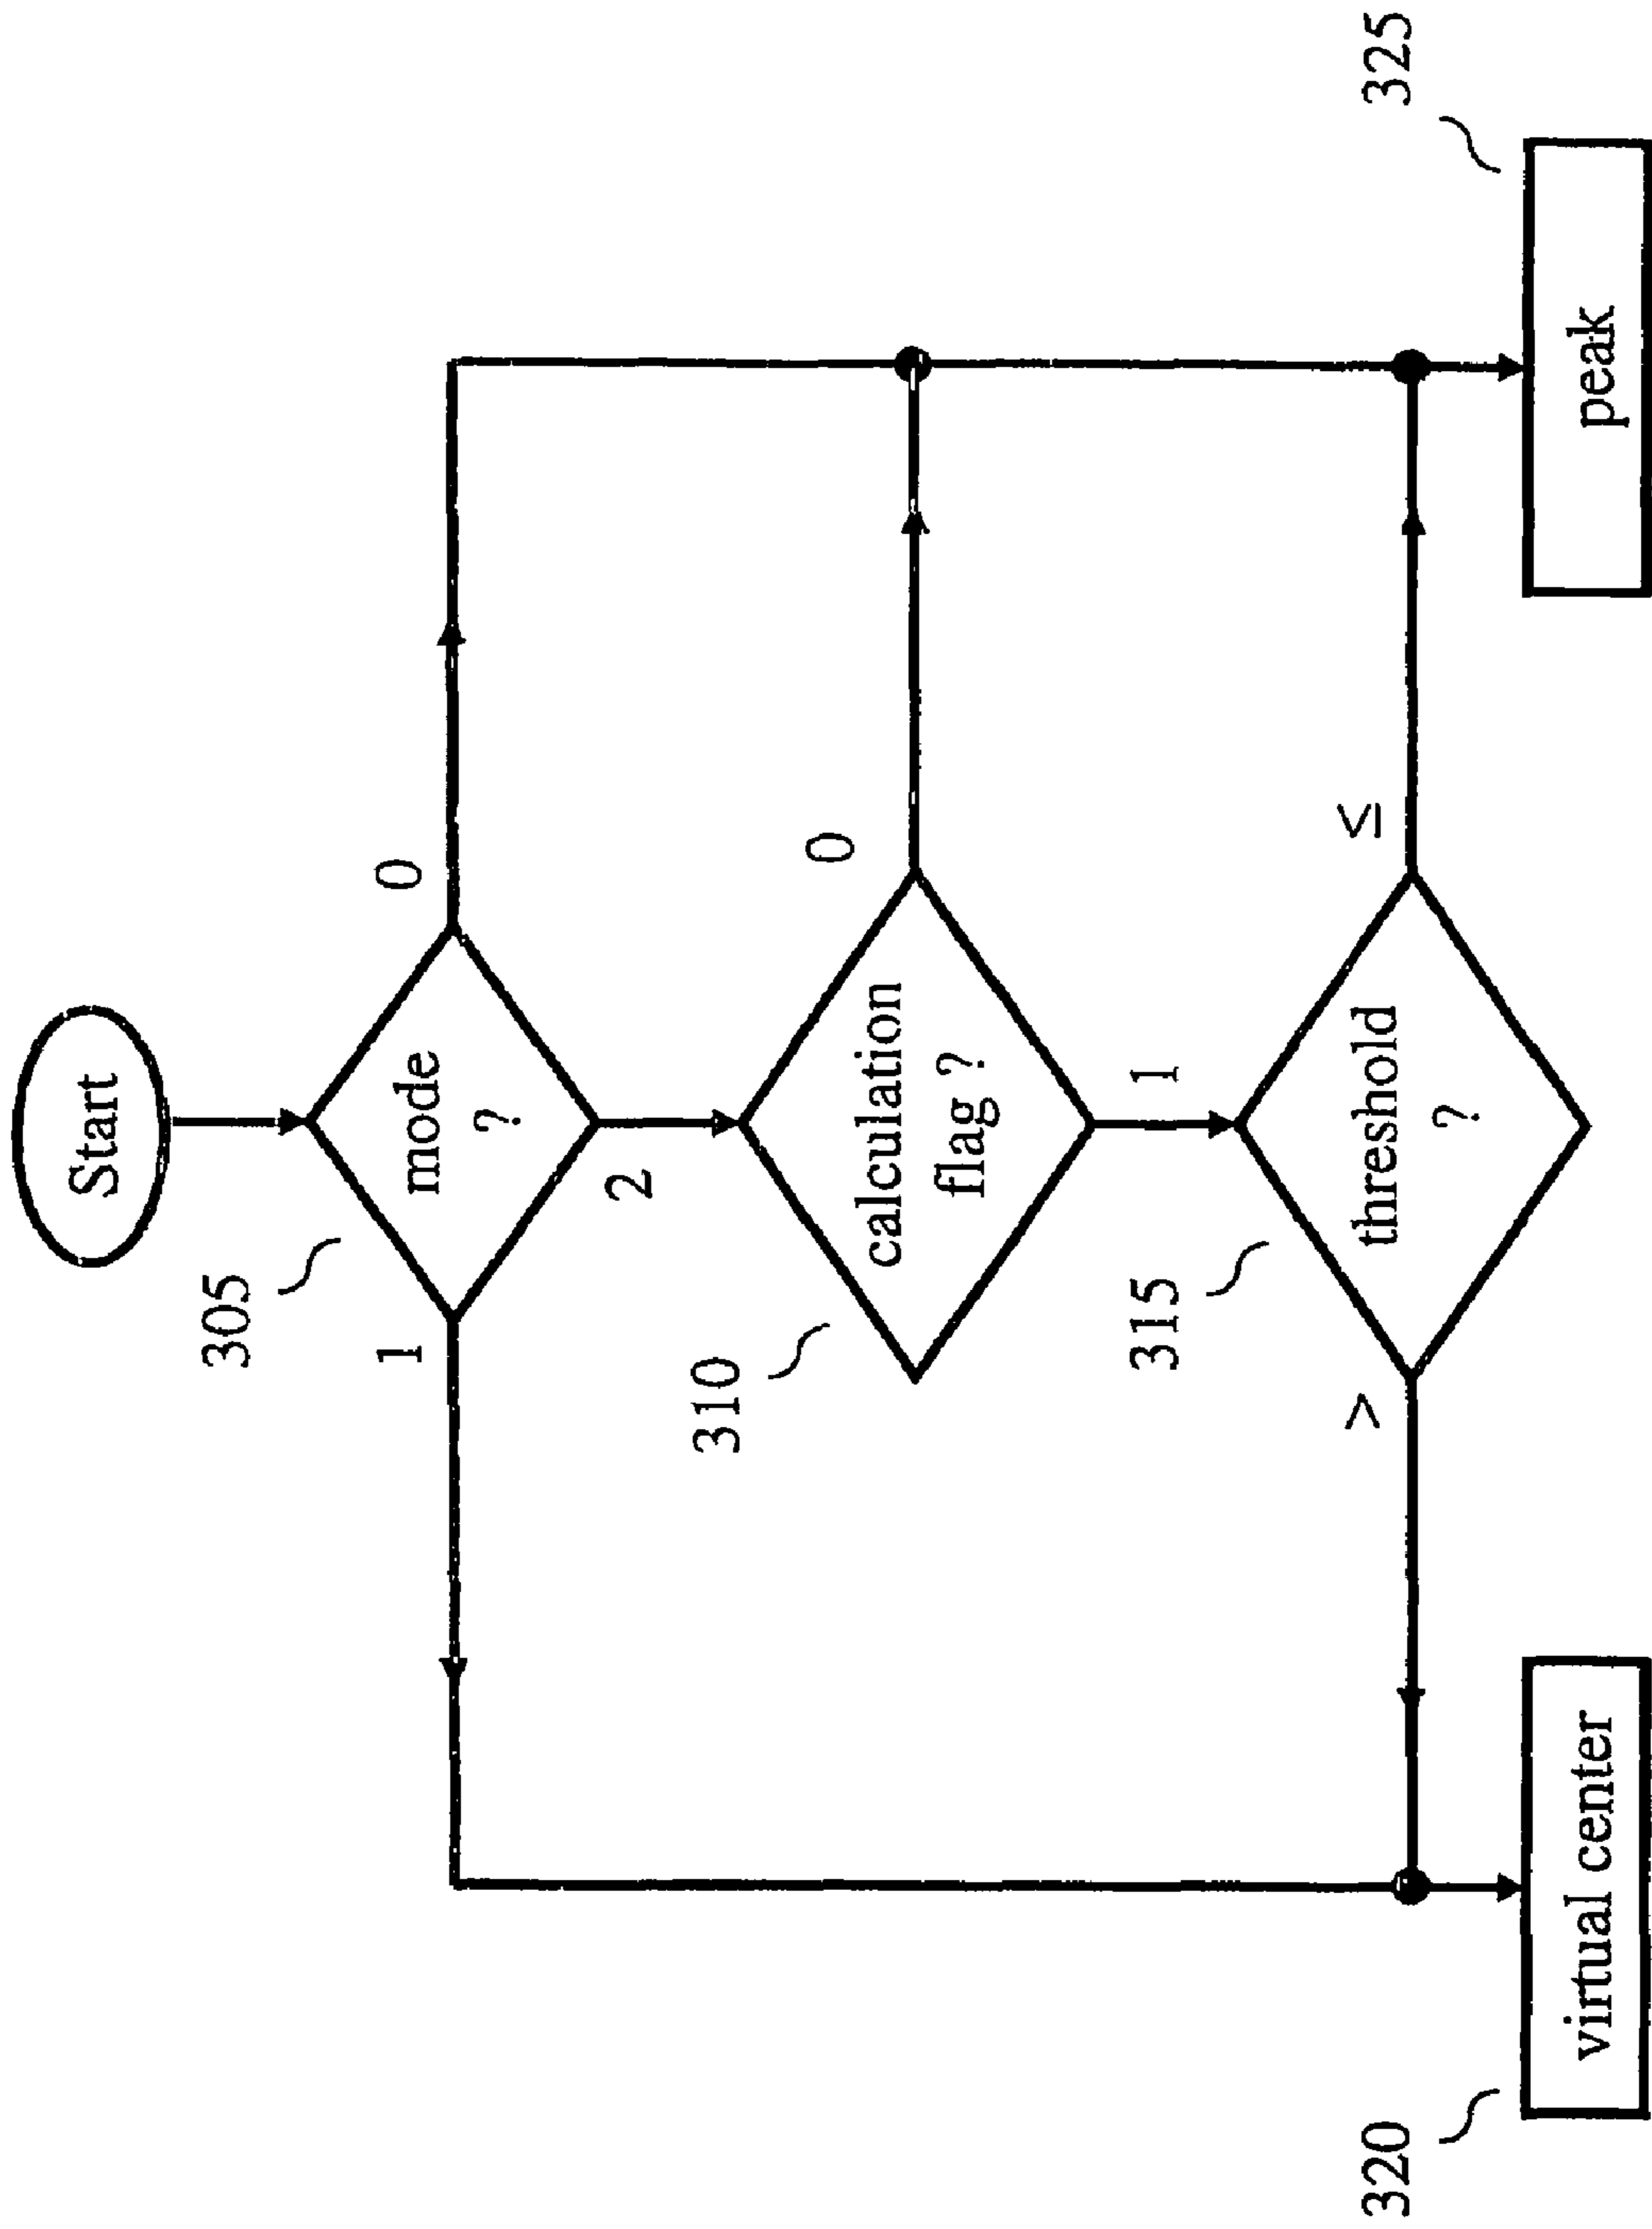 Start
305
mode
?
1
0
2
310
calculation
flag ?
0
1
315
threshold
?
>
≤
320
virtual center
325
peak